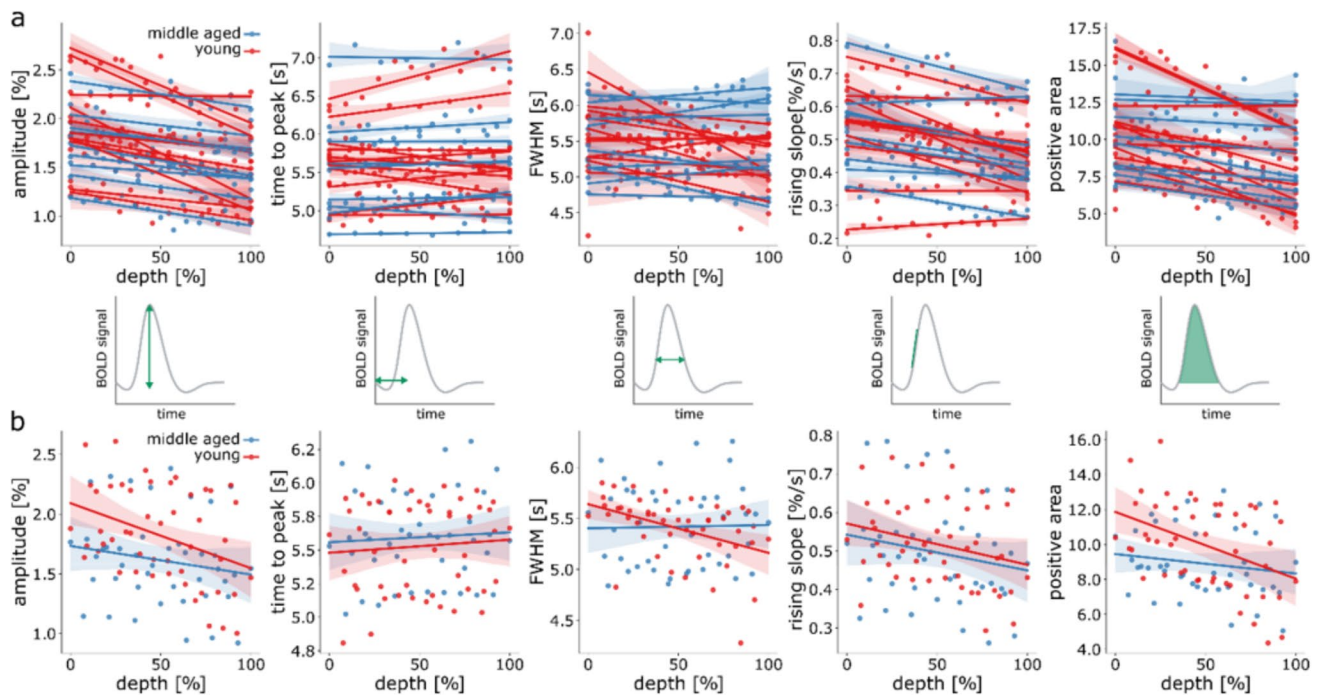 a
middle aged
young
amplitude [%]
2.5
2.0
1.5
1.0
0
50
100
depth [%]
time to peak [s]
7.0
6.5
6.0
5.5
5.0
0
50
100
depth [%]
FWHM [s]
7.0
6.5
6.0
5.5
5.0
4.5
0
50
100
depth [%]
rising slope[%/s]
0.8
0.7
0.6
0.5
0.4
0.3
0.2
0
50
100
depth [%]
positive area
17.5
15.0
12.5
10.0
7.5
5.0
0
50
100
depth [%]
BOLD signal
time
BOLD signal
time
BOLD signal
time
BOLD signal
time
BOLD signal
time
b
middle aged
young
amplitude [%]
2.5
2.0
1.5
1.0
0
50
100
depth [%]
time to peak [s]
6.2
6.0
5.8
5.5
5.2
5.0
4.8
0
50
100
depth [%]
FWHM [s]
6.0
5.5
5.0
4.5
0
50
100
depth [%]
rising slope [%/s]
0.8
0.7
0.6
0.5
0.4
0.3
0
50
100
depth [%]
positive area
16.0
14.0
12.0
10.0
8.0
6.0
4.0
0
50
100
depth [%]